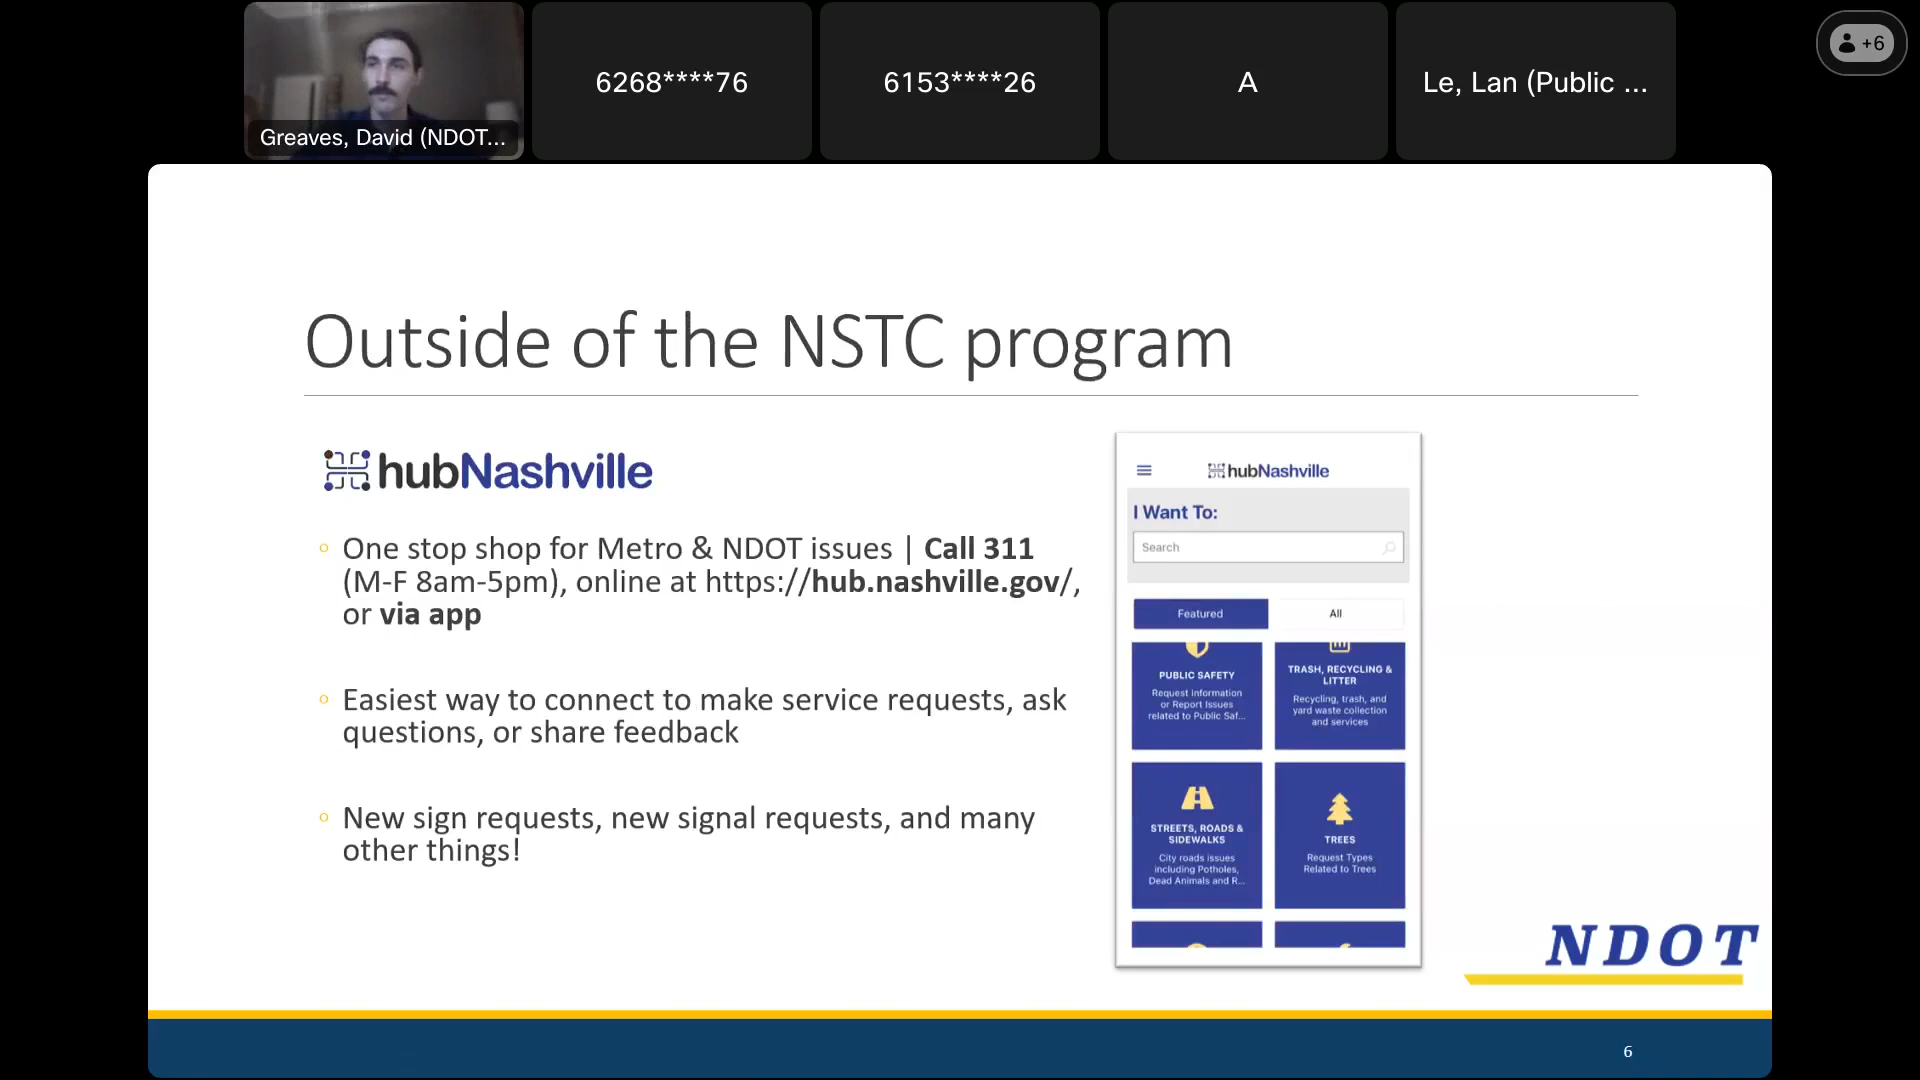 Greaves, David (NDOT...
6268****76
6153****26
A
Le, Lan (Public ...
+6
Outside of the NSTC program
hubNashville
One stop shop for Metro & NDOT issues | Call 311
(M-F 8am-5pm), online at https://hub.nashville.gov/,
or via app
Easiest way to connect to make service requests, ask
questions, or share feedback
New sign requests, new signal requests, and many
other things!
hubNashville
I Want To:
Search
Featured
All
PUBLIC SAFETY
Request Information
or Report Issues
related to Public Saf...
TRASH, RECYCLING &
LITTER
Recycling, trash, and
yard waste collection
and services
STREETS, ROADS &
SIDEWALKS
City roads issues
including Potholes,
Dead Animals and R...
TREES
Request Types
Related to Trees
NDOT
6